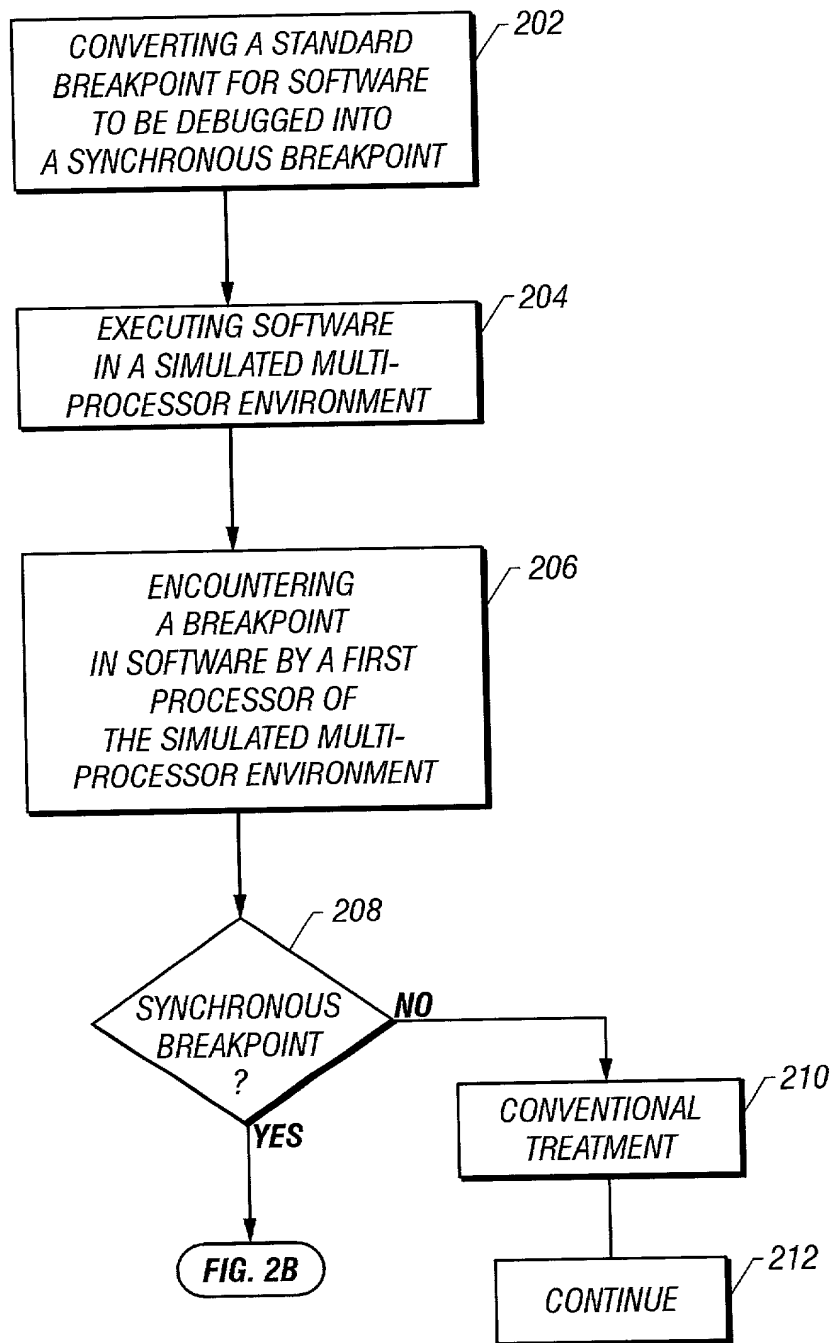 CONVERTING A STANDARD
BREAKPOINT FOR SOFTWARE
TO BE DEBUGGED INTO
A SYNCHRONOUS BREAKPOINT
202
EXECUTING SOFTWARE
IN A SIMULATED MULTI-
PROCESSOR ENVIRONMENT
204
ENCOUNTERING
A BREAKPOINT
IN SOFTWARE BY A FIRST
PROCESSOR OF
THE SIMULATED MULTI-
PROCESSOR ENVIRONMENT
206
SYNCHRONOUS
BREAKPOINT
?
208
NO
YES
CONVENTIONAL
TREATMENT
210
FIG. 2B
CONTINUE
212